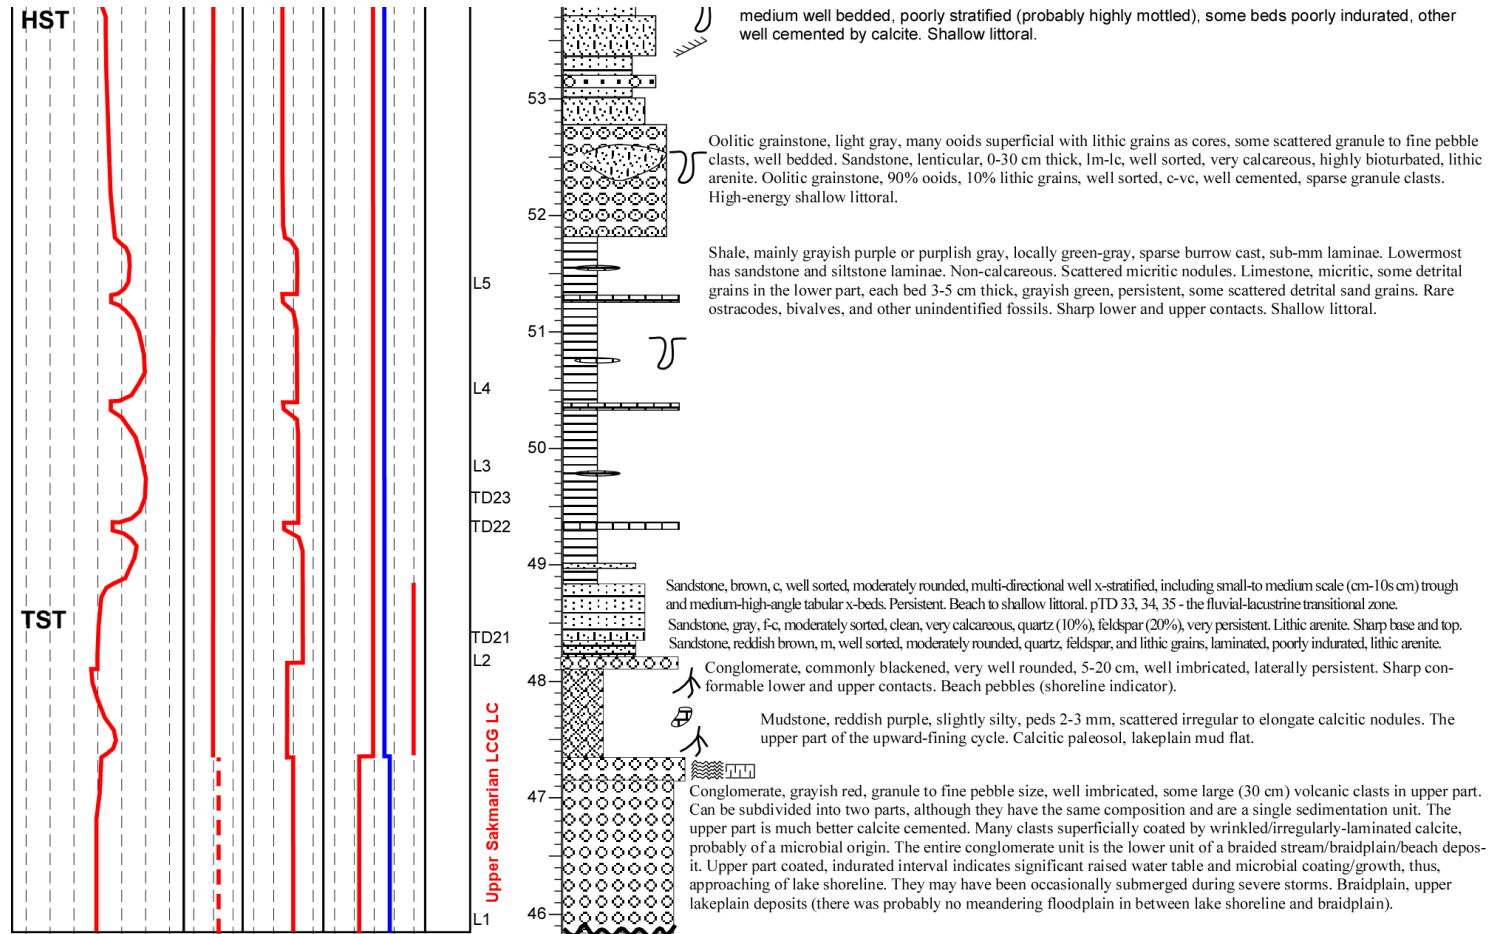 HST
medium well bedded, poorly stratified (probably highly mottled), some beds poorly indurated, other
well cemented by calcite. Shallow littoral.
53
Oolitic grainstone, light gray, many ooids superficial with lithic grains as cores, some scattered granule to fine pebble
clasts, well bedded. Sandstone, lenticular, 0-30 cm thick, lm-lc, well sorted, very calcareous, highly bioturbated, lithic
arenite. Oolitic grainstone, 90% ooids, 10% lithic grains, well sorted, c-vc, well cemented, sparse granule clasts.
High-energy shallow littoral.
52
Shale, mainly grayish purple or purplish gray, locally green-gray, sparse burrow cast, sub-mm laminae. Lowermost
has sandstone and siltstone laminae. Non-calcareous. Scattered micritic nodules. Limestone, micritic, some detrital
grains in the lower part, each bed 3-5 cm thick, grayish green, persistent, some scattered detrital sand grains. Rare
ostracodes, bivalves, and other unidentified fossils. Sharp lower and upper contacts. Shallow littoral.
L5
51
L4
50
L3
TD23
TD22
49
Sandstone, brown, c, well sorted, moderately rounded, multi-directional well x-stratified, including small-to medium scale (cm-10s cm) trough
and medium-high-angle tabular x-beds. Persistent. Beach to shallow littoral. pTD 33, 34, 35 - the fluvial-lacustrine transitional zone.
TST
Sandstone, gray, f-c, moderately sorted, clean, very calcareous, quartz (10%), feldspar (20%), very persistent. Lithic arenite. Sharp base and top.
TD21
Sandstone, reddish brown, m, well sorted, moderately rounded, quartz, feldspar, and lithic grains, laminated, poorly indurated, lithic arenite.
L2
Conglomerate, commonly blackened, very well rounded, 5-20 cm, well imbricated, laterally persistent. Sharp con-
formable lower and upper contacts. Beach pebbles (shoreline indicator).
48
Mudstone, reddish purple, slightly silty, peds 2-3 mm, scattered irregular to elongate calcitic nodules. The
upper part of the upward-fining cycle. Calcitic paleosol, lakeplain mud flat.
Upper Sakmarian LCG LC
47
Conglomerate, grayish red, granule to fine pebble size, well imbricated, some large (30 cm) volcanic clasts in upper part.
Can be subdivided into two parts, although they have the same composition and are a single sedimentation unit. The
upper part is much better calcite cemented. Many clasts superficially coated by wrinkled/irregularly-laminated calcite,
probably of a microbial origin. The entire conglomerate unit is the lower unit of a braided stream/braidplain/beach depos-
it. Upper part coated, indurated interval indicates significant raised water table and microbial coating/growth, thus,
approaching of lake shoreline. They may have been occasionally submerged during severe storms. Braidplain, upper
lakeplain deposits (there was probably no meandering floodplain in between lake shoreline and braidplain).
46
L1